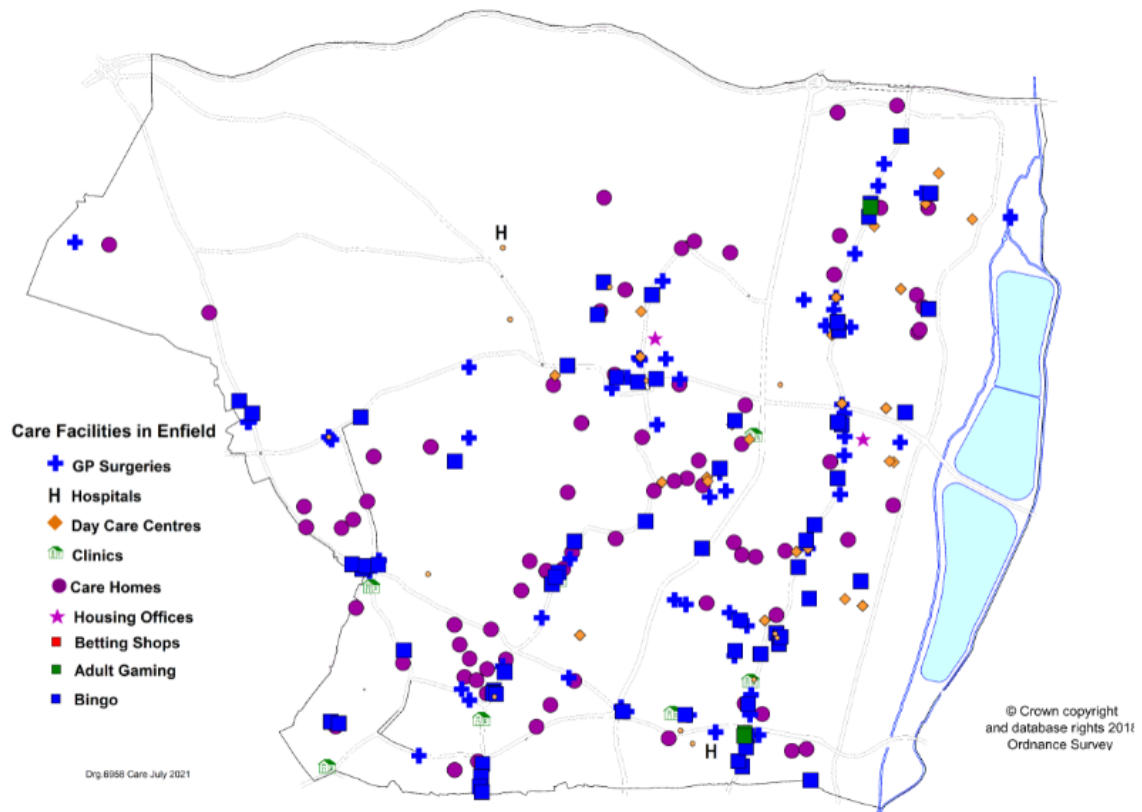 H
Care Facilities in Enfield
GP Surgeries
H Hospitals
Day Care Centres
Clinics
Care Homes
Housing Offices
Betting Shops
Adult Gaming
Bingo
© Crown copyright
and database rights 2018
Ordnance Survey
H
Drg.6958 Care July 2021